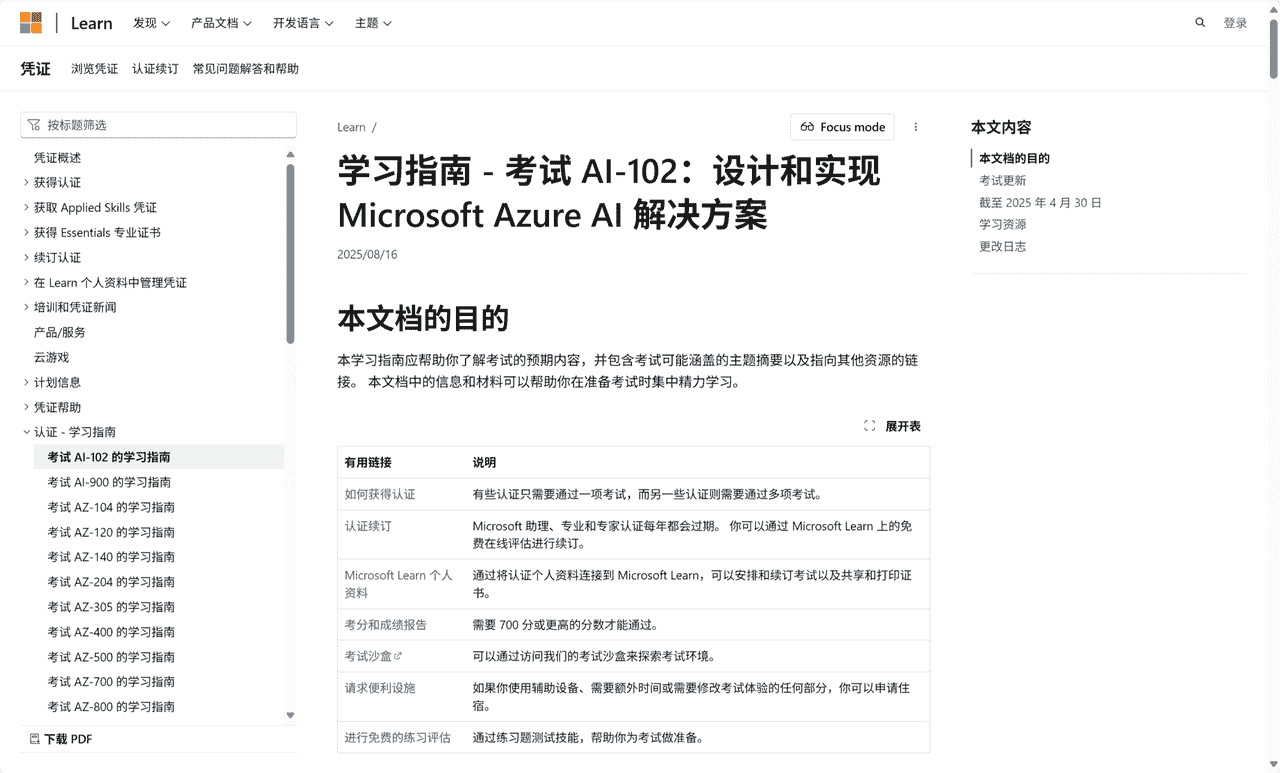 Learn 发现 产品文档 开发语言 主题 登录
凭证 浏览凭证 认证续订 常见问题解答和帮助
按标题筛选
凭证概述
获得认证
获取 Applied Skills 凭证
获得 Essentials 专业证书
续订认证
在 Learn 个人资料中管理凭证
培训和凭证新闻
产品/服务
云游戏
计划信息
凭证帮助
认证 - 学习指南
考试 AI-102 的学习指南
考试 AI-900 的学习指南
考试 AZ-104 的学习指南
考试 AZ-120 的学习指南
考试 AZ-140 的学习指南
考试 AZ-204 的学习指南
考试 AZ-305 的学习指南
考试 AZ-400 的学习指南
考试 AZ-500 的学习指南
考试 AZ-700 的学习指南
考试 AZ-800 的学习指南
下载 PDF
Learn /
Focus mode
学习指南 - 考试 AI-102：设计和实现
Microsoft Azure AI 解决方案
2025/08/16
本文档的目的
本学习指南应帮助你了解考试的预期内容，并包含考试可能涵盖的主题摘要以及指向其他资源的链
接。 本文档中的信息和材料可以帮助你在准备考试时集中精力学习。
展开表
有用链接 说明
如何获得认证 有些认证只需要通过一项考试，而另一些认证则需要通过多项考试。
认证续订 Microsoft 助理、专业和专家认证每年都会过期。 你可以通过 Microsoft Learn 上的免
费在线评估进行续订。
Microsoft Learn 个人 通过将认证个人资料连接到 Microsoft Learn，可以安排和续订考试以及共享和打印证
资料 书。
考分和成绩报告 需要 700 分或更高的分数才能通过。
考试沙盒 可以通过访问我们的考试沙盒来探索考试环境。
请求便利设施 如果你使用辅助设备、需要额外时间或需要修改考试体验的任何部分，你可以申请住
宿。
进行免费的练习评估 通过练习题测试技能，帮助你为考试做准备。
本文内容
本文档的目的
考试更新
截至 2025 年 4 月 30 日
学习资源
更改日志